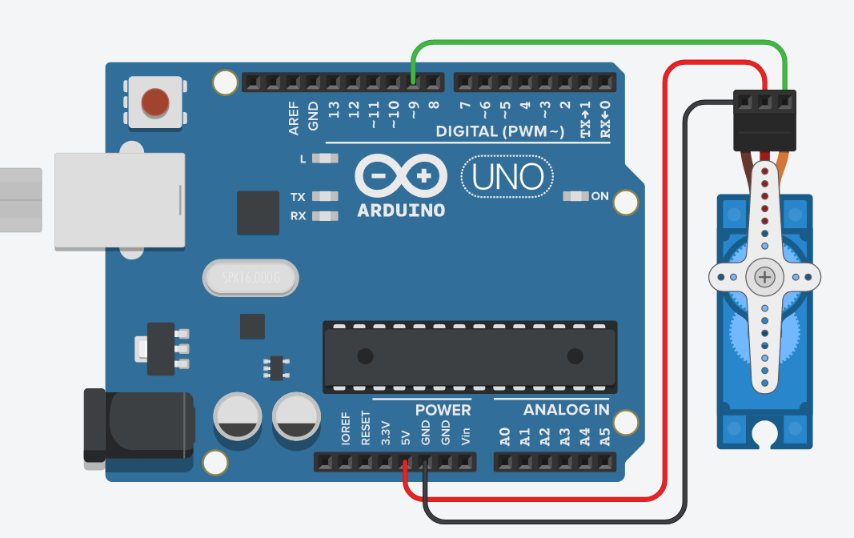 AREF
GND
13
12
~11
~10
~9
8
7
~6
~5
4
~3
2
TX→1
RX←0
DIGITAL (PWM~)
L
TX
RX
UNO
ON
ARDUINO
SPK16.000G
POWER
ANALOG IN
IOREF
RESET
3.3V
5V
GND
GND
Vin
A0
A1
A2
A3
A4
A5